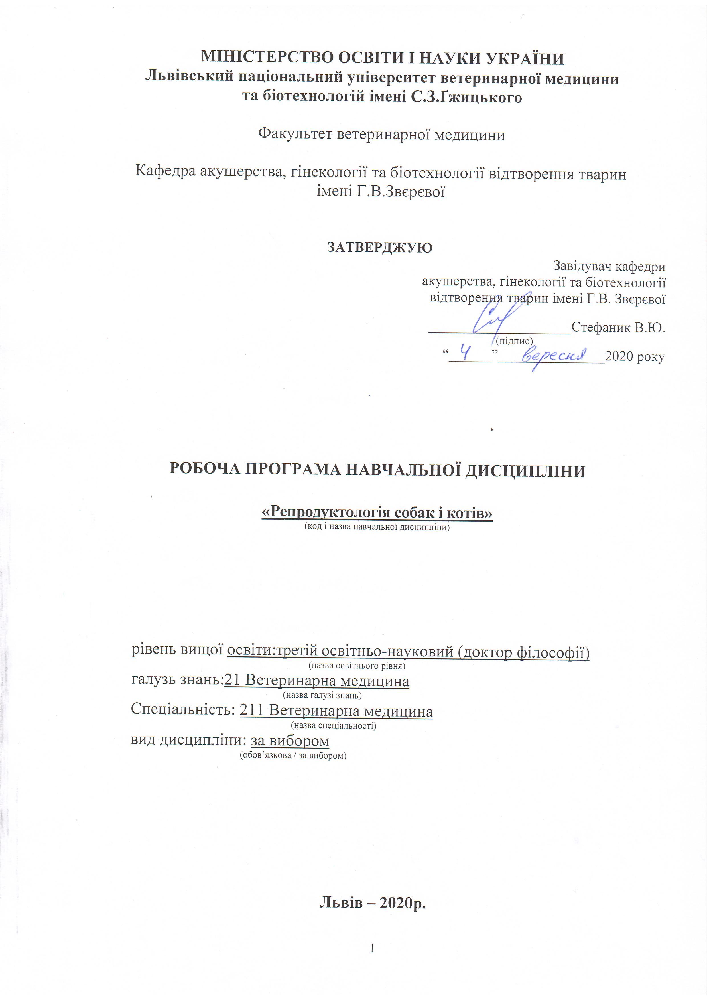 МІНІСТЕРСТВО ОСВІТИ І НАУКИ УКРАЇНИ
Львівський національний університет ветеринарної медицини
та біотехнологій імені С.З.Ґжицького
Факультет ветеринарної медицини
Кафедра акушерства, гінекології та біотехнології відтворення тварин
імені Г.В.Звєрєвої
ЗАТВЕРДЖУЮ
Завідувач кафедри
акушерства, гінекології та біотехнології
відтворення тварин імені Г.В. Звєрєвої
____________________Стефаник В.Ю.
(підпис)
“ 4 ” вересня 2020 року
РОБОЧА ПРОГРАМА НАВЧАЛЬНОЇ ДИСЦИПЛІНИ
«Репродуктологія собак і котів»
(код і назва навчальної дисципліни)
рівень вищої освіти:третій освітньо-науковий (доктор філософії)
(назва освітнього рівня)
галузь знань:21 Ветеринарна медицина
(назва галузі знань)
Спеціальність: 211 Ветеринарна медицина
(назва спеціальності)
вид дисципліни: за вибором
(обов’язкова / за вибором)
Львів – 2020р.
1